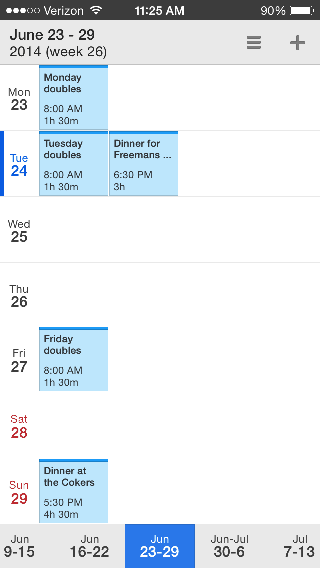 Verizon 11:25 AM 90%
June 23 - 29
2014 (week 26)
Mon
23
Monday
doubles
8:00 AM
1h 30m
Tue
24
Tuesday
doubles
8:00 AM
1h 30m
Dinner for
Freemans ...
6:30 PM
3h
Wed
25
Thu
26
Fri
27
Friday
doubles
8:00 AM
1h 30m
Sat
28
Sun
29
Dinner at
the Cokers
5:30 PM
4h 30m
Jun Jun Jun Jun-Jul Jul
9-15 16-22 23-29 30-6 7-13